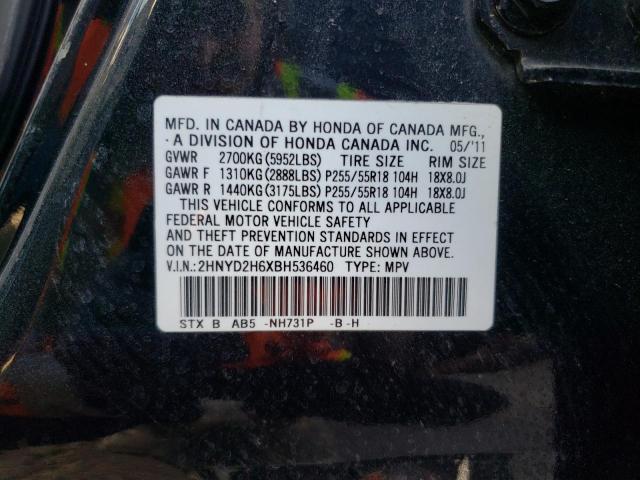 MFD. IN CANADA BY HONDA OF CANADA MFG.,
A DIVISION OF HONDA CANADA INC. 05/'11
GVWR 2700KG(5952LBS) TIRE SIZE RIM SIZE
GAWR F 1310KG(2888LBS) P255/55R18 104H 18X8.0J
GAWR R 1440KG(3175LBS) P255/55R18 104H 18X8.0J
THIS VEHICLE CONFORMS TO ALL APPLICABLE
FEDERAL MOTOR VEHICLE SAFETY
AND THEFT PREVENTION STANDARDS IN EFFECT
ON THE DATE OF MANUFACTURE SHOWN ABOVE.
V.I.N.:2HNYD2H6XBH536460 TYPE: MPV
STX B AB5 -NH731P -B -H